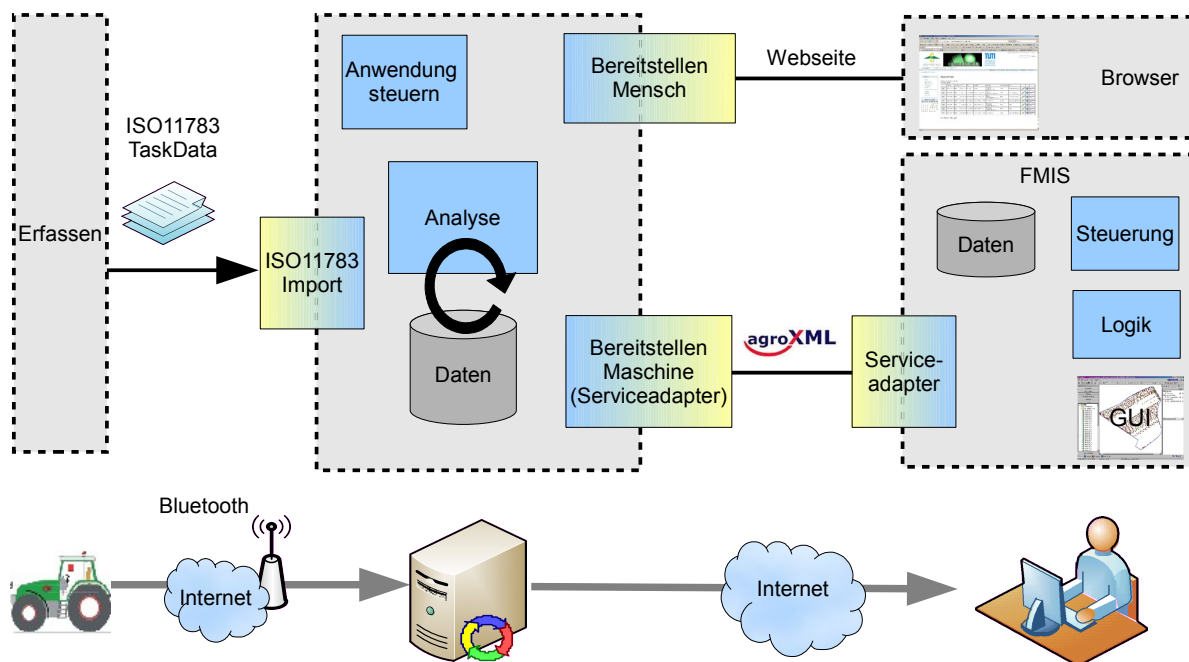 Erfassen
ISO11783
TaskData
ISO11783
Import
Anwendung
steuern
Analyse
Daten
Bereitstellen
Mensch
Webseite
Browser
Bereitstellen
Maschine
(Serviceadapter)
agroXML
Service-
adapter
FMIS
Daten
Steuerung
Logik
GUI
Bluetooth
Internet
Internet